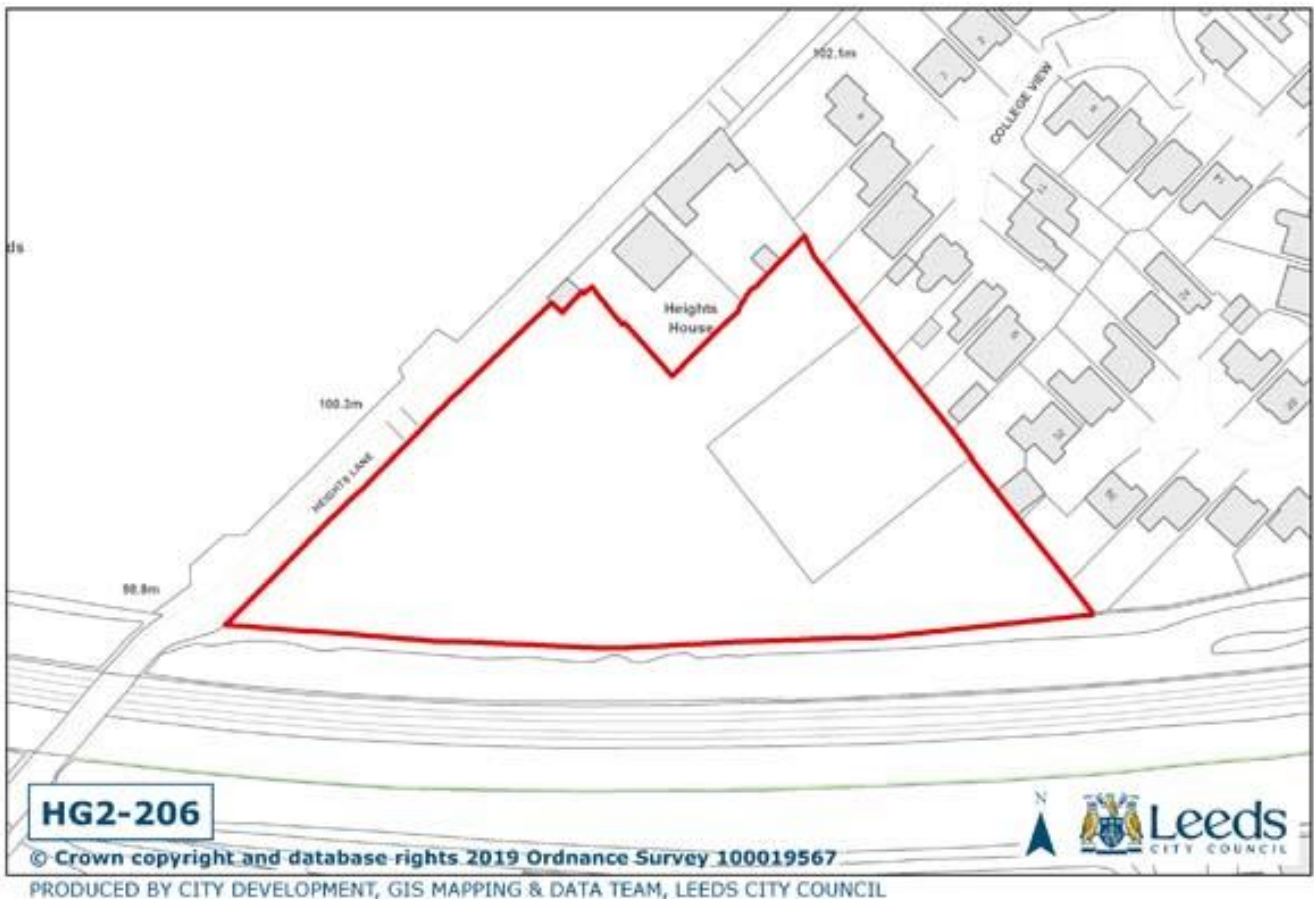 102.1m
COLLEGE VIEW
ds
Heights
House
100.3m
HEIGHTS LANE
98.8m
HG2-206
N
Leeds
CITY COUNCIL
© Crown copyright and database rights 2019 Ordnance Survey 100019567
PRODUCED BY CITY DEVELOPMENT, GIS MAPPING & DATA TEAM, LEEDS CITY COUNCIL